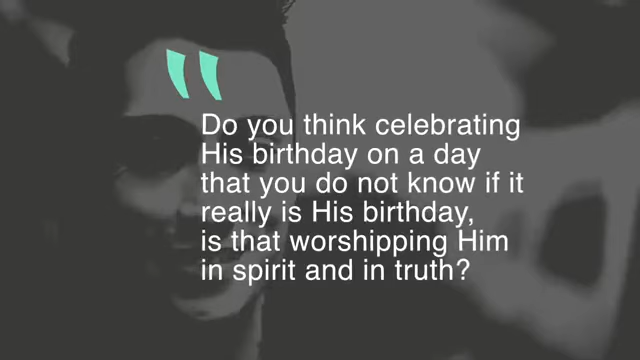 "
Do you think celebrating
His birthday on a day
that you do not know if it
really is His birthday,
is that worshipping Him
in spirit and in truth?